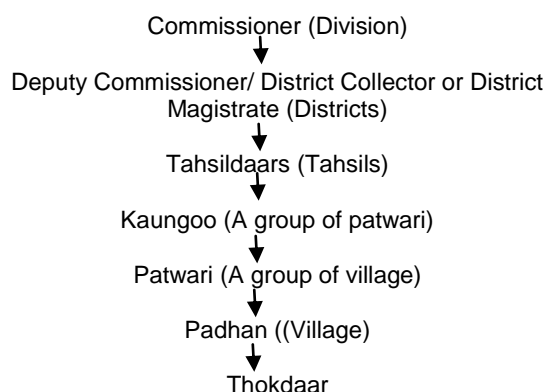 Commissioner (Division)
Deputy Commissioner/ District Collector or District
Magistrate (Districts)
Tahsildaars (Tahsils)
Kaungoo (A group of patwari)
Patwari (A group of village)
Padhan ((Village)
Thokdaar